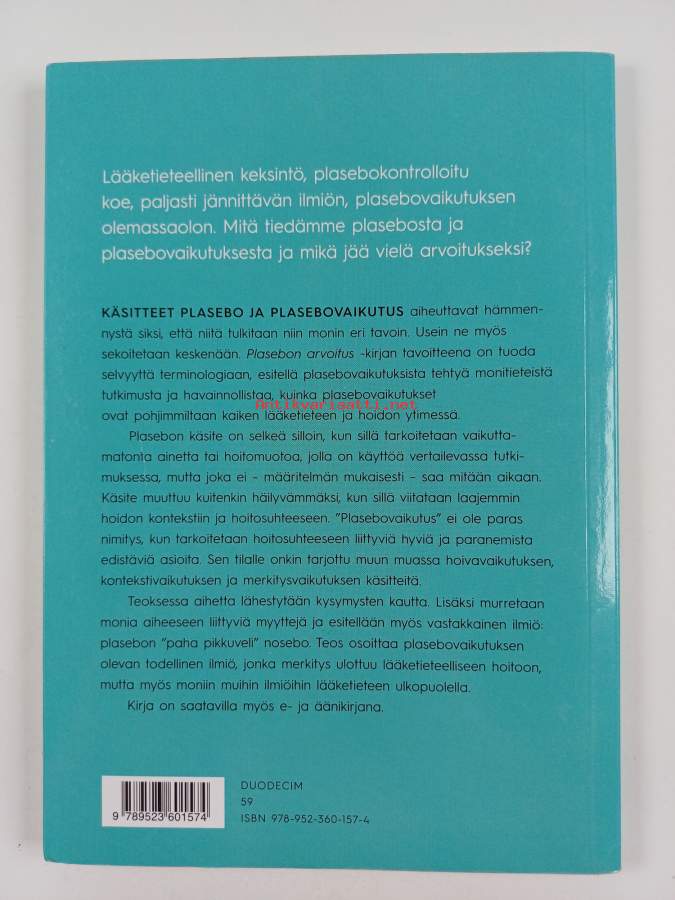 Lääketieteellinen keksintö, plasebokontrolloitu
koe, paljasti jännittävän ilmiön, plasebovaikutuksen
olemassaolon. Mitä tiedämme plasebosta ja
plasebovaikutuksesta ja mikä jää vielä arvoitukseksi?
KÄSITTEET PLASEBO JA PLASEBOVAIKUTUS aiheuttavat hämmen-
nystä siksi, että niitä tulkitaan niin monin eri tavoin. Usein ne myös
sekoitetaan keskenään. Plasebon arvoitus -kirjan tavoitteena on tuoda
selvyyttä terminologiaan, esitellä plasebovaikutuksista tehtyä monitieteistä
tutkimusta ja havainnollistaa, kuinka plasebovaikutukset
Antikvariaatti.net
ovat pohjimmiltaan kaiken lääketieteen ja hoidon ytimessä.
Plasebon käsite on selkeä silloin, kun sillä tarkoitetaan vaikutta-
matonta ainetta tai hoitomuotoa, jolla on käyttöä vertailevassa tutki-
muksessa, mutta joka ei – määritelmän mukaisesti – saa mitään aikaan.
Käsite muuttuu kuitenkin häilyvämmäksi, kun sillä viitataan laajemmin
hoidon kontekstiin ja hoitosuhteeseen. ”Plasebovaikutus” ei ole paras
nimitys, kun tarkoitetaan hoitosuhteeseen liittyviä hyviä ja paranemista
edistäviä asioita. Sen tilalle onkin tarjottu muun muassa hoivavaikutuksen,
kontekstivaikutuksen ja merkitysvaikutuksen käsitteitä.
Teoksessa aihetta lähestytään kysymysten kautta. Lisäksi murretaan
monia aiheeseen liittyviä myyttejä ja esitellään myös vastakkainen ilmiö:
plasebon ”paha pikkuveli” nosebo. Teos osoittaa plasebovaikutuksen
olevan todellinen ilmiö, jonka merkitys ulottuu lääketieteelliseen hoitoon,
mutta myös moniin muihin ilmiöihin lääketieteen ulkopuolella.
Kirja on saatavilla myös e- ja äänikirjana.
DUODECIM
59
ISBN 978-952-360-157-4
9 789523 601574